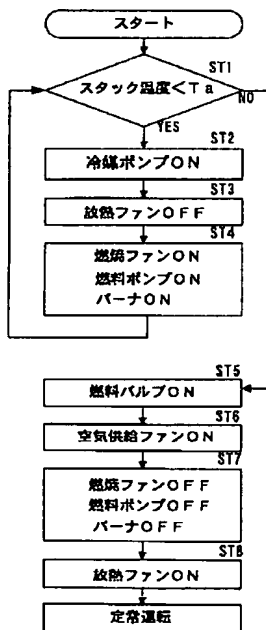 スタート
ST1
スタック温度<Ta
NO
YES
ST2
冷媒ポンプON
ST3
放熱ファンOFF
ST4
燃焼ファンON
燃料ポンプON
バーナON
ST5
燃料バルブON
ST6
空気供給ファンON
ST7
燃焼ファンOFF
燃料ポンプOFF
バーナOFF
ST8
放熱ファンON
定常運転